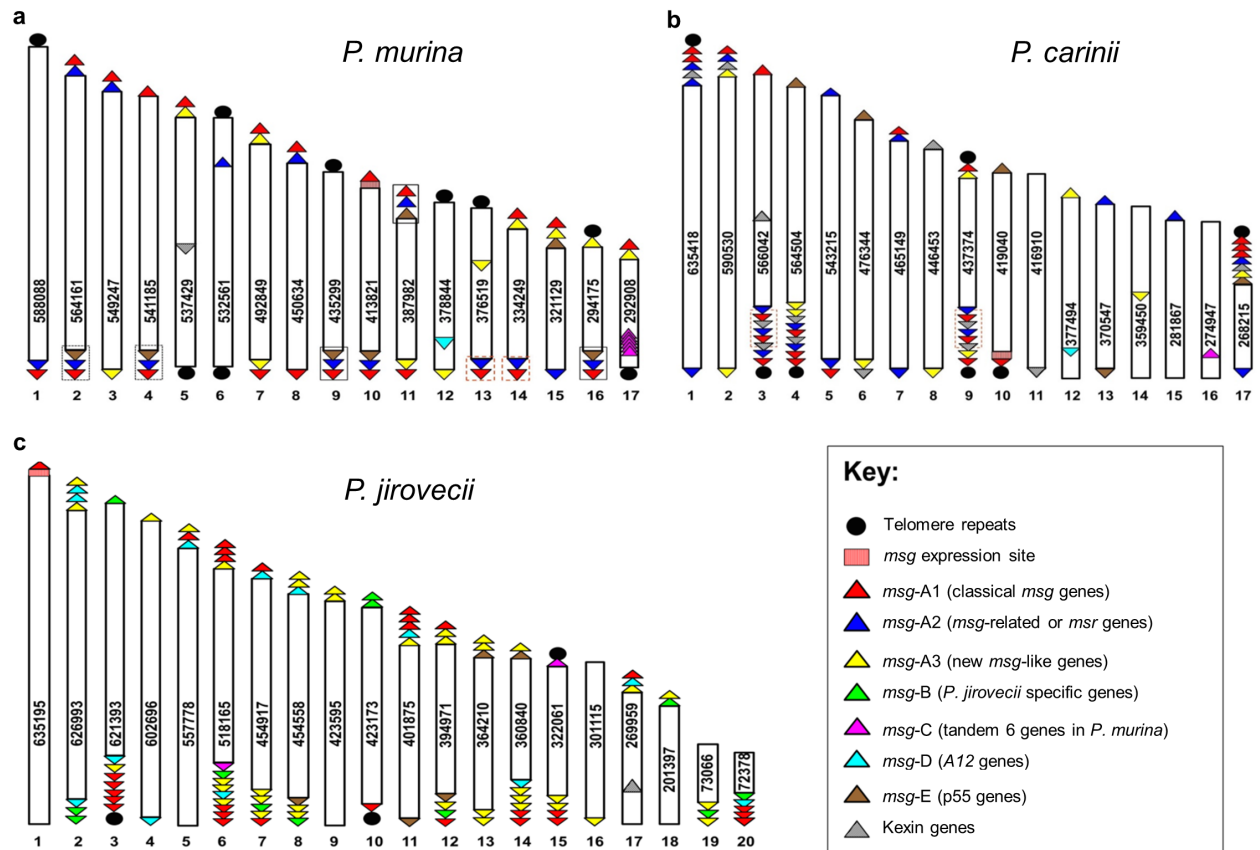 a
P. murina
588088
564161
549247
541185
537429
532561
492849
450634
435299
413821
387982
378844
376519
334249
321129
294175
292908
1 2 3 4 5 6 7 8 9 10 11 12 13 14 15 16 17
b
P. carinii
635418
590530
566042
564504
543215
476344
465149
446453
437374
419040
416910
377494
370547
359450
281867
274947
268215
1 2 3 4 5 6 7 8 9 10 11 12 13 14 15 16 17
c
P. jirovecii
635195
626993
621393
602696
557778
518165
454917
454558
423595
423173
401875
394971
364210
360840
322061
301115
269959
201397
73066
72378
1 2 3 4 5 6 7 8 9 10 11 12 13 14 15 16 17 18 19 20
Key:
Telomere repeats
msg expression site
msg-A1 (classical msg genes)
msg-A2 (msg-related or msr genes)
msg-A3 (new msg-like genes)
msg-B (P. jirovecii specific genes)
msg-C (tandem 6 genes in P. murina)
msg-D (A12 genes)
msg-E (p55 genes)
Kexin genes